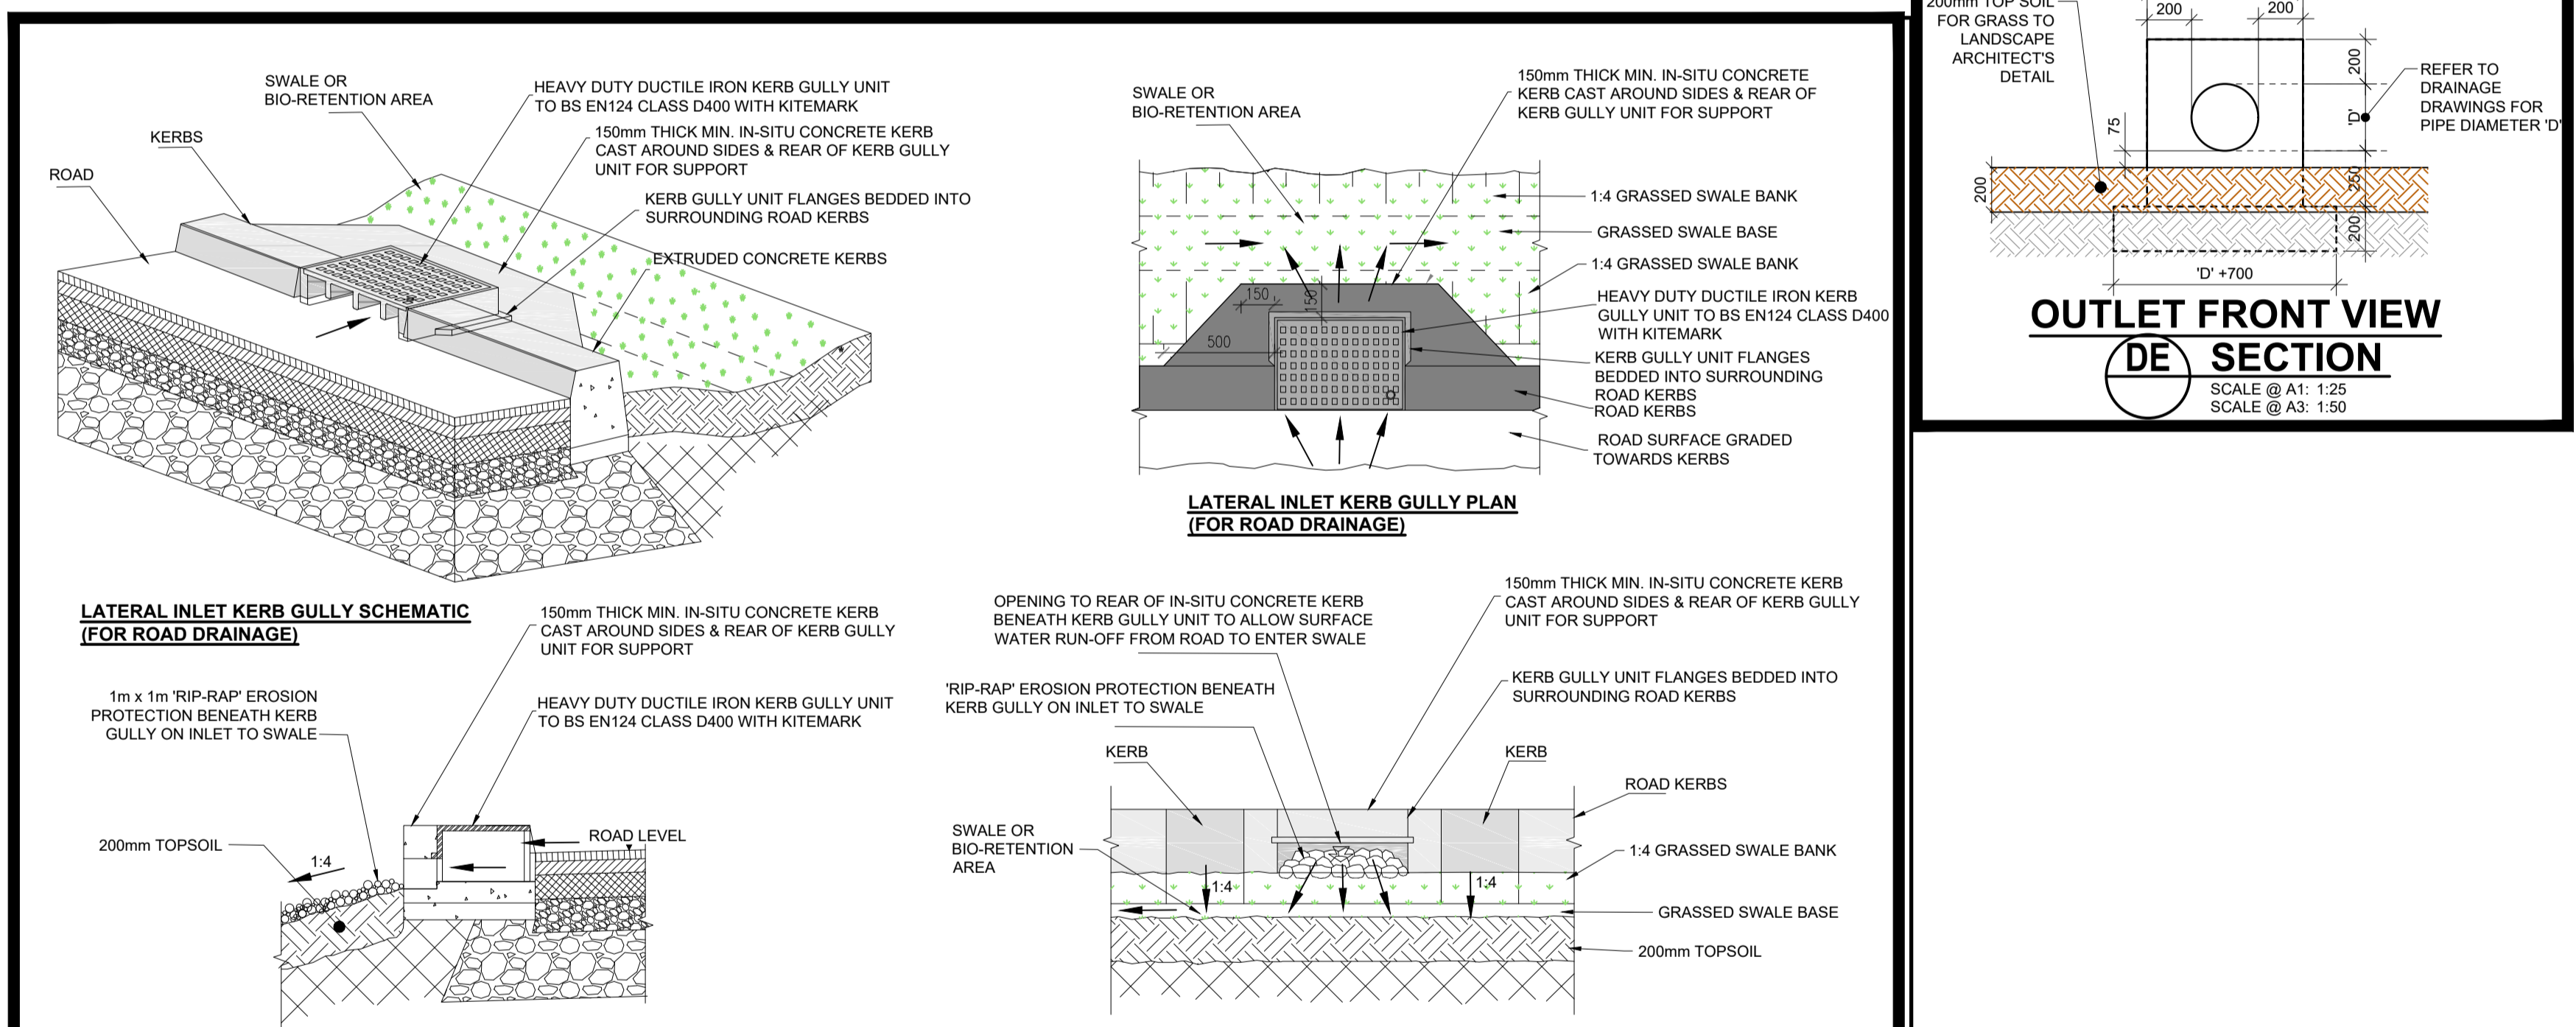 SWALE OR
BIO-RETENTION AREA
HEAVY DUTY DUCTILE IRON KERB GULLY UNIT
TO BS EN124 CLASS D400 WITH KITEMARK
KERBS
150mm THICK MIN. IN-SITU CONCRETE KERB
CAST AROUND SIDES & REAR OF KERB GULLY
UNIT FOR SUPPORT
ROAD
KERB GULLY UNIT FLANGES BEDDED INTO
SURROUNDING ROAD KERBS
EXTRUDED CONCRETE KERBS
LATERAL INLET KERB GULLY SCHEMATIC
(FOR ROAD DRAINAGE)
SWALE OR
BIO-RETENTION AREA
150mm THICK MIN. IN-SITU CONCRETE
KERB CAST AROUND SIDES & REAR OF
KERB GULLY UNIT FOR SUPPORT
1:4 GRASSED SWALE BANK
GRASSED SWALE BASE
1:4 GRASSED SWALE BANK
150
150
500
HEAVY DUTY DUCTILE IRON KERB
GULLY UNIT TO BS EN124 CLASS D400
WITH KITEMARK
KERB GULLY UNIT FLANGES
BEDDED INTO SURROUNDING
ROAD KERBS
ROAD KERBS
ROAD SURFACE GRADED
TOWARDS KERBS
LATERAL INLET KERB GULLY PLAN
(FOR ROAD DRAINAGE)
200mm TOP SOIL
FOR GRASS TO
LANDSCAPE
ARCHITECT'S
DETAIL
200
200
200
'D'
REFER TO
DRAINAGE
DRAWINGS FOR
PIPE DIAMETER 'D'
75
200
250
200
'D' +700
OUTLET FRONT VIEW
DE SECTION
SCALE @ A1: 1:25
SCALE @ A3: 1:50
150mm THICK MIN. IN-SITU CONCRETE KERB
CAST AROUND SIDES & REAR OF KERB GULLY
UNIT FOR SUPPORT
1m x 1m 'RIP-RAP' EROSION
PROTECTION BENEATH KERB
GULLY ON INLET TO SWALE
HEAVY DUTY DUCTILE IRON KERB GULLY UNIT
TO BS EN124 CLASS D400 WITH KITEMARK
ROAD LEVEL
200mm TOPSOIL
1:4
OPENING TO REAR OF IN-SITU CONCRETE KERB
BENEATH KERB GULLY UNIT TO ALLOW SURFACE
WATER RUN-OFF FROM ROAD TO ENTER SWALE
150mm THICK MIN. IN-SITU CONCRETE KERB
CAST AROUND SIDES & REAR OF KERB GULLY
UNIT FOR SUPPORT
'RIP-RAP' EROSION PROTECTION BENEATH
KERB GULLY ON INLET TO SWALE
KERB GULLY UNIT FLANGES BEDDED INTO
SURROUNDING ROAD KERBS
KERB
KERB
ROAD KERBS
SWALE OR
BIO-RETENTION
AREA
1:4 GRASSED SWALE BANK
1:4
1:4
GRASSED SWALE BASE
200mm TOPSOIL